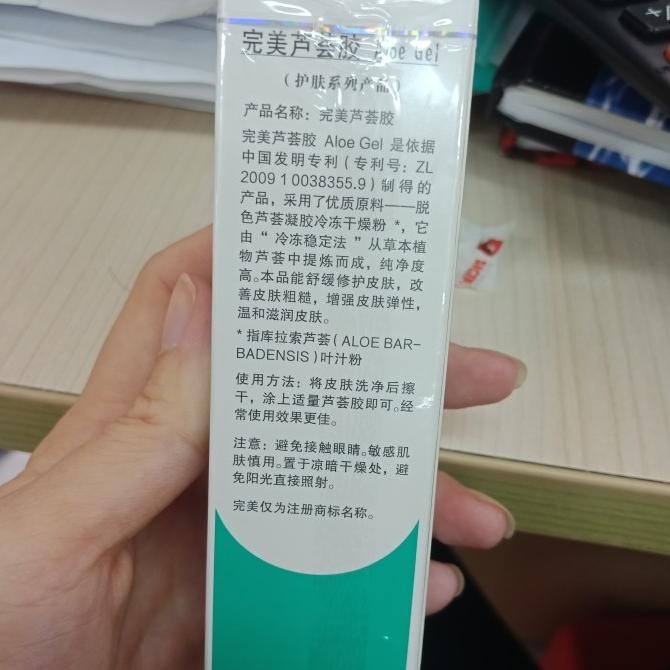 完美芦荟胶 Aloe Gel
（护肤系列产品）
产品名称：完美芦荟胶
完美芦荟胶 Aloe Gel 是依据
中国发明专利（专利号：ZL
2009 1 0038355.9）制得的
产品，采用了优质原料——脱
色芦荟凝胶冷冻干燥粉 *，它
由“ 冷冻稳定法 ”从草本植
物芦荟中提炼而成，纯净度
高。本品能舒缓修护皮肤，改
善皮肤粗糙，增强皮肤弹性，
温和滋润皮肤。
* 指库拉索芦荟（ALOE BAR-
BADENSIS）叶汁粉
使用方法：将皮肤洗净后擦
干，涂上适量芦荟胶即可。经
常使用效果更佳。
注意：避免接触眼睛。敏感肌
肤慎用。置于凉暗干燥处，避
免阳光直接照射。
完美仅为注册商标名称。